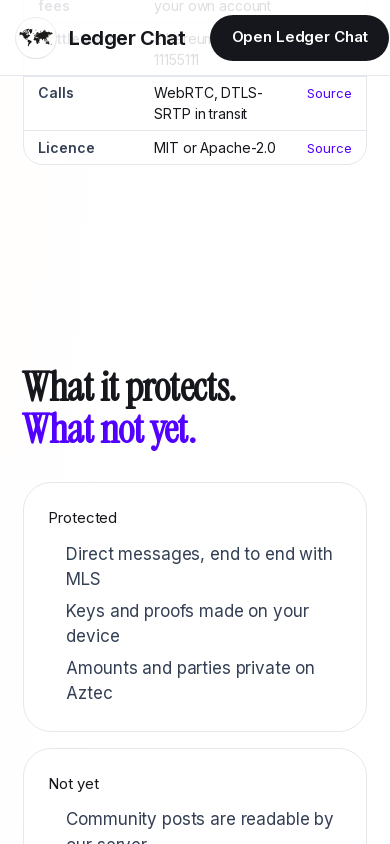 fees
your own account
Ledger Chat
Open Ledger Chat
11155111
Calls
WebRTC, DTLS-
SRTP in transit
Source
Licence
MIT or Apache-2.0
Source
What it protects.
What not yet.
Protected
Direct messages, end to end with
MLS
Keys and proofs made on your
device
Amounts and parties private on
Aztec
Not yet
Community posts are readable by
our server